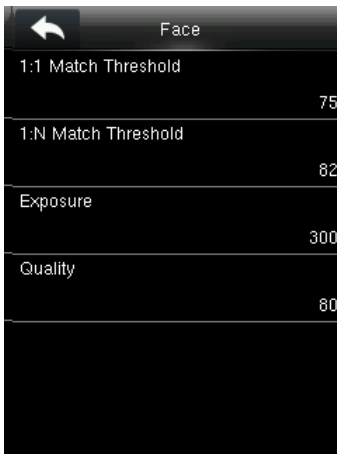 Face
1:1 Match Threshold
75
1:N Match Threshold
82
Exposure
300
Quality
80